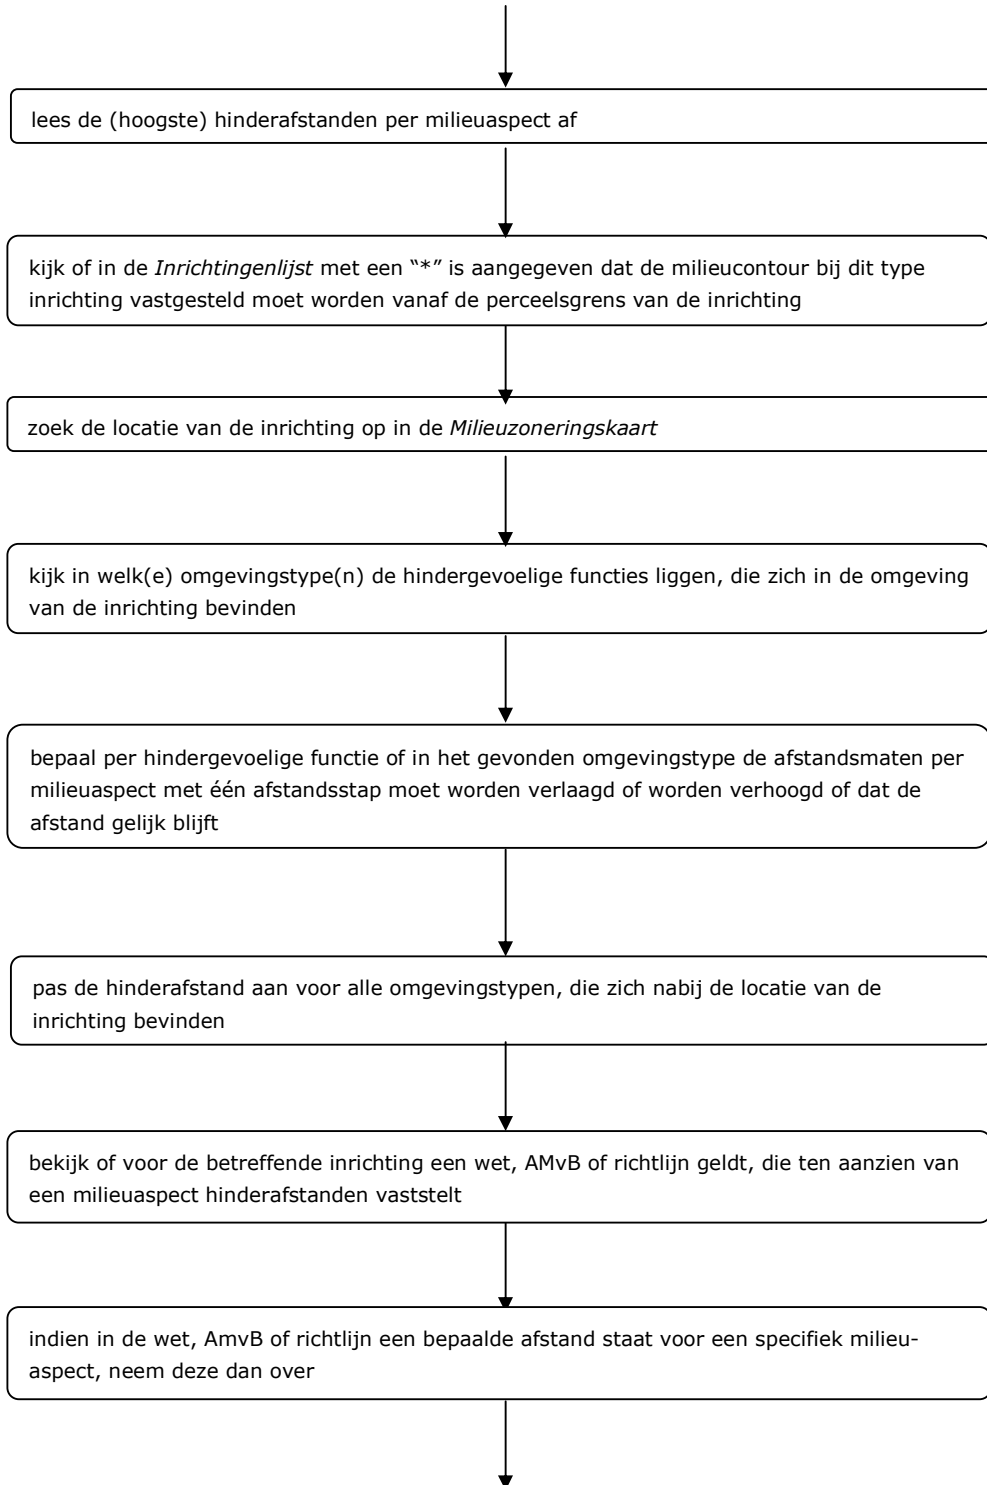 lees de (hoogste) hinderafstanden per milieuaspect af
kijk of in de Inrichtingenlijst met een “*” is aangegeven dat de milieucontour bij dit type
inrichting vastgesteld moet worden vanaf de perceelsgrens van de inrichting
zoek de locatie van de inrichting op in de Milieuzoneringskaart
kijk in welk(e) omgevingstype(n) de hindergevoelige functies liggen, die zich in de omgeving
van de inrichting bevinden
bepaal per hindergevoelige functie of in het gevonden omgevingstype de afstandsmaten per
milieuaspect met één afstandsstap moet worden verlaagd of worden verhoogd of dat de
afstand gelijk blijft
pas de hinderafstand aan voor alle omgevingstypen, die zich nabij de locatie van de
inrichting bevinden
bekijk of voor de betreffende inrichting een wet, AMvB of richtlijn geldt, die ten aanzien van
een milieuaspect hinderafstanden vaststelt
indien in de wet, AmvB of richtlijn een bepaalde afstand staat voor een specifiek milieu-
aspect, neem deze dan over